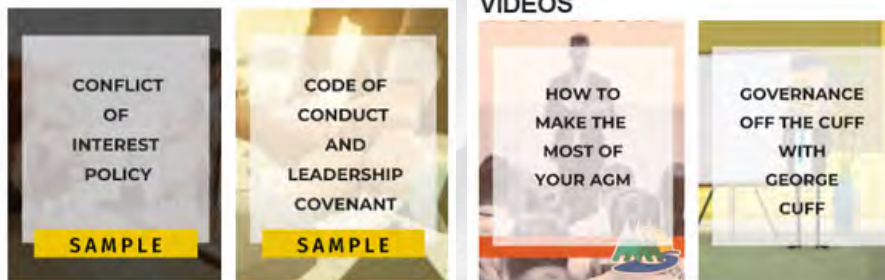 VIDEOS
CONFLICT
OF
INTEREST
POLICY
SAMPLE
CODE OF
CONDUCT
AND
LEADERSHIP
COVENANT
SAMPLE
HOW TO
MAKE THE
MOST OF
YOUR AGM
GOVERNANCE
OFF THE CUFF
WITH
GEORGE
CUFF